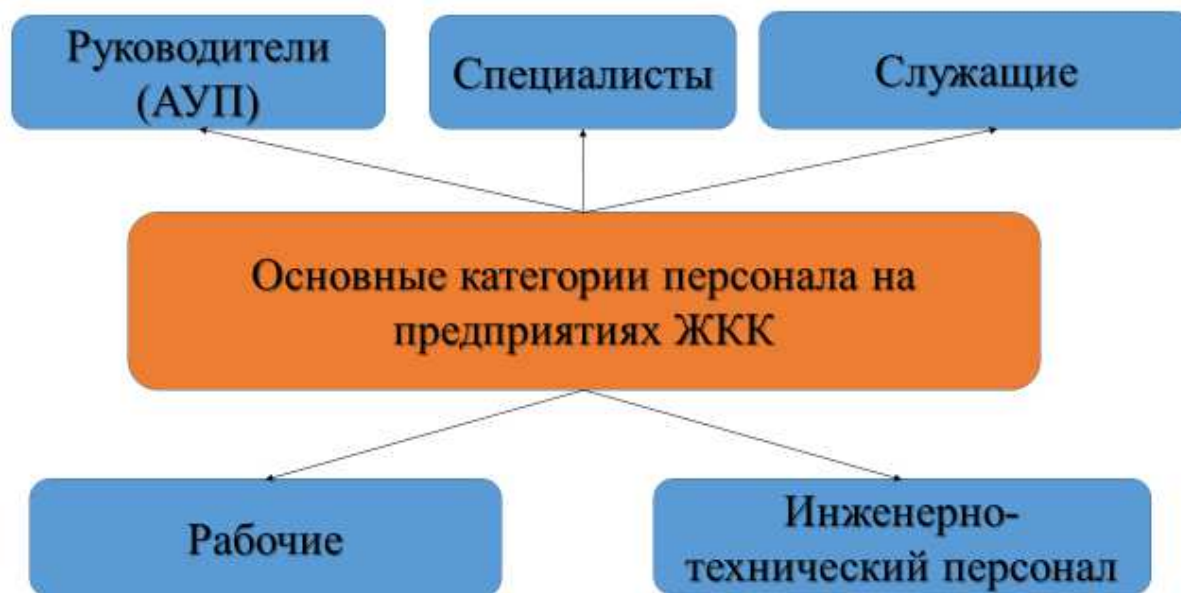 Руководители
(АУП)
Специалисты
Служащие
Основные категории персонала на
предприятиях ЖКК
Рабочие
Инженерно-
технический персонал